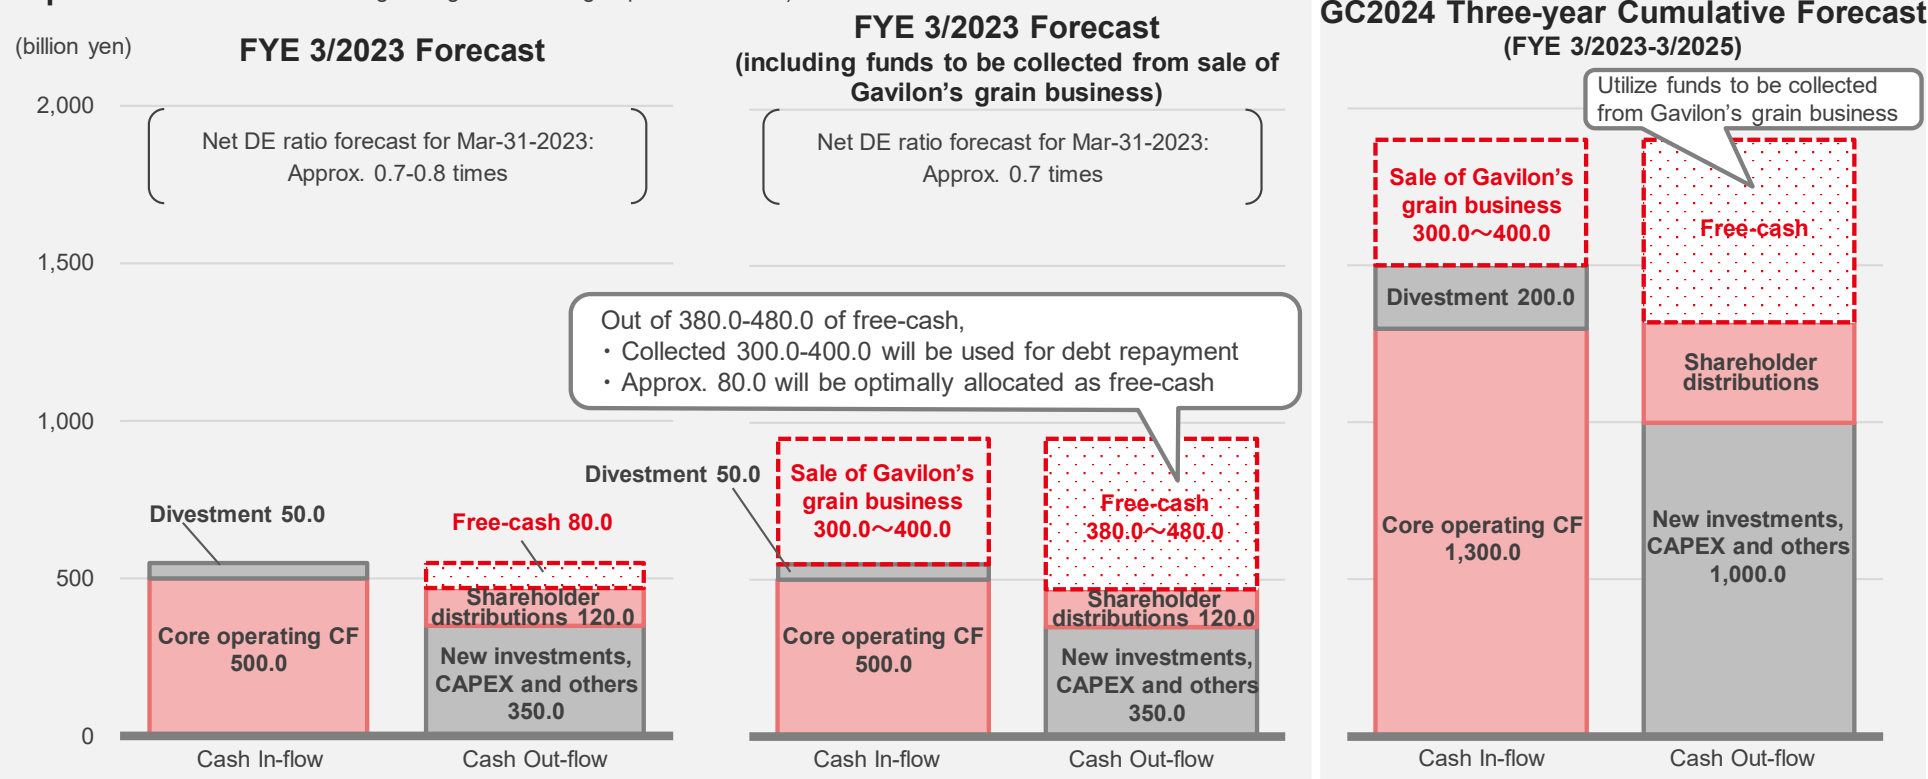 (billion yen)
FYE 3/2023 Forecast
2,000
1,500
1,000
500
0
Net DE ratio forecast for Mar-31-2023:
Approx. 0.7-0.8 times
Divestment 50.0
Core operating CF
500.0
Free-cash 80.0
Shareholder
distributions 120.0
New investments,
CAPEX and others
350.0
Cash In-flow
Cash Out-flow
FYE 3/2023 Forecast
(including funds to be collected from sale of
Gavilon's grain business)
Net DE ratio forecast for Mar-31-2023:
Approx. 0.7 times
Out of 380.0-480.0 of free-cash,
・Collected 300.0-400.0 will be used for debt repayment
・Approx. 80.0 will be optimally allocated as free-cash
Divestment 50.0
Sale of Gavilon's
grain business
300.0～400.0
Core operating CF
500.0
Free-cash
380.0～480.0
Shareholder
distributions 120.0
New investments,
CAPEX and others
350.0
Cash In-flow
Cash Out-flow
GC2024 Three-year Cumulative Forecast
(FYE 3/2023-3/2025)
Utilize funds to be collected
from Gavilon's grain business
Sale of Gavilon's
grain business
300.0～400.0
Divestment 200.0
Core operating CF
1,300.0
Free-cash
Shareholder
distributions
New investments,
CAPEX and others
1,000.0
Cash In-flow
Cash Out-flow